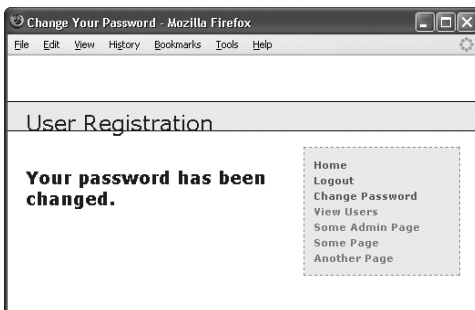 Change Your Password - Mozilla Firefox
File Edit View History Bookmarks Tools Help
User Registration
Your password has been
changed.
Home
Logout
Change Password
View Users
Some Admin Page
Some Page
Another Page